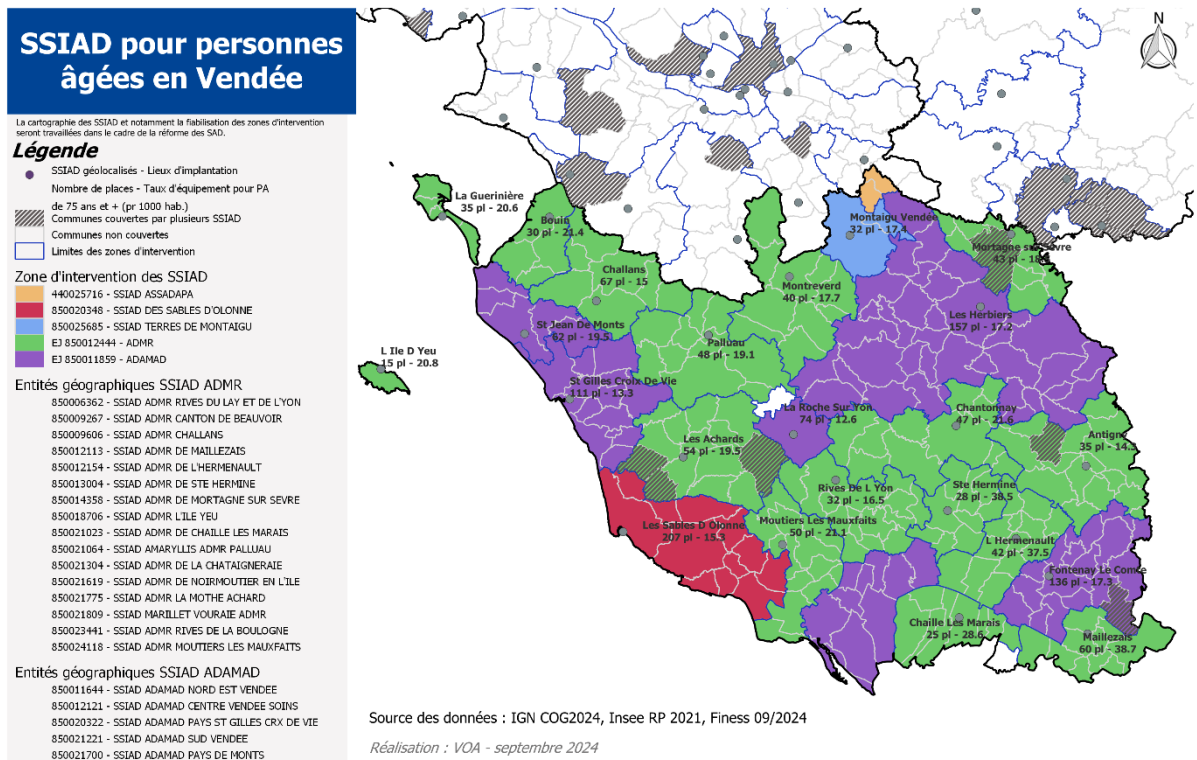 SSIAD pour personnes
âgées en Vendée
La cartographie des SSIAD et notamment la fiabilisation des zones d'intervention
seront travaillées dans le cadre de la réforme des SAD.
Légende
SSIAD géolocalisés - Lieux d'implantation
Nombre de places - Taux d'équipement pour PA
de 75 ans et + (pr 1000 hab.)
Communes couvertes par plusieurs SSIAD
Communes non couvertes
Limites des zones d'intervention
Zone d'intervention des SSIAD
440025716 - SSIAD ASSADAPA
850020348 - SSIAD DES SABLES D'OLONNE
850025685 - SSIAD TERRES DE MONTAIGU
EJ 850012444 - ADMR
EJ 850011859 - ADAMAD
Entités géographiques SSIAD ADMR
850006362 - SSIAD ADMR RIVES DU LAY ET DE L'YON
850009267 - SSIAD ADMR CANTON DE BEAUVOIR
850009606 - SSIAD ADMR CHALLANS
850012113 - SSIAD ADMR DE MAILLEZAIS
850012154 - SSIAD ADMR DE L'HERMENAULT
850013004 - SSIAD ADMR DE STE HERMINE
850014358 - SSIAD ADMR DE MORTAGNE SUR SEVRE
850018706 - SSIAD ADMR L'ILE YEU
850021023 - SSIAD ADMR DE CHAILLE LES MARAIS
850021064 - SSIAD AMARYLLIS ADMR PALLUAU
850021304 - SSIAD ADMR DE LA CHATAIGNERAIE
850021619 - SSIAD ADMR DE NOIRMOUTIER EN L'ILE
850021775 - SSIAD ADMR LA MOTHE ACHARD
850021809 - SSIAD MARILLET VOURAIE ADMR
850023441 - SSIAD ADMR RIVES DE LA BOULOGNE
850024118 - SSIAD ADMR MOUTIERS LES MAUXFAITS
Entités géographiques SSIAD ADAMAD
850011644 - SSIAD ADAMAD NORD EST VENDEE
850012121 - SSIAD ADAMAD CENTRE VENDEE SOINS
850020322 - SSIAD ADAMAD PAYS ST GILLES CRX DE VIE
850021221 - SSIAD ADAMAD SUD VENDEE
850021700 - SSIAD ADAMAD PAYS DE MONTS
N
La Guerinière
35 pl - 20.6
Bouin
30 pl - 21.4
Montaigu Vendée
32 pl - 17.4
Mortagne sur Sèvre
43 pl - 18
Challans
67 pl - 15
Montreverd
40 pl - 17.7
Les Herbiers
157 pl - 17.2
St Jean De Monts
62 pl - 19.5
Palluau
48 pl - 19.1
L Ile D Yeu
15 pl - 20.8
St Gilles Croix De Vie
111 pl - 13.3
La Roche Sur Yon
74 pl - 12.6
Chantonnay
47 pl - 21.6
Les Achards
54 pl - 19.5
Antigny
35 pl - 14.3
Rives De L Yon
32 pl - 16.5
Ste Hermine
28 pl - 38.5
Les Sables D Olonne
207 pl - 15.3
Moutiers Les Mauxfaits
50 pl - 21.1
L Hermenault
42 pl - 37.5
Fontenay Le Comte
136 pl - 17.3
Chaille Les Marais
25 pl - 28.6
Maillezais
60 pl - 38.7
Source des données : IGN COG2024, Insee RP 2021, Finess 09/2024
Réalisation : VOA - septembre 2024